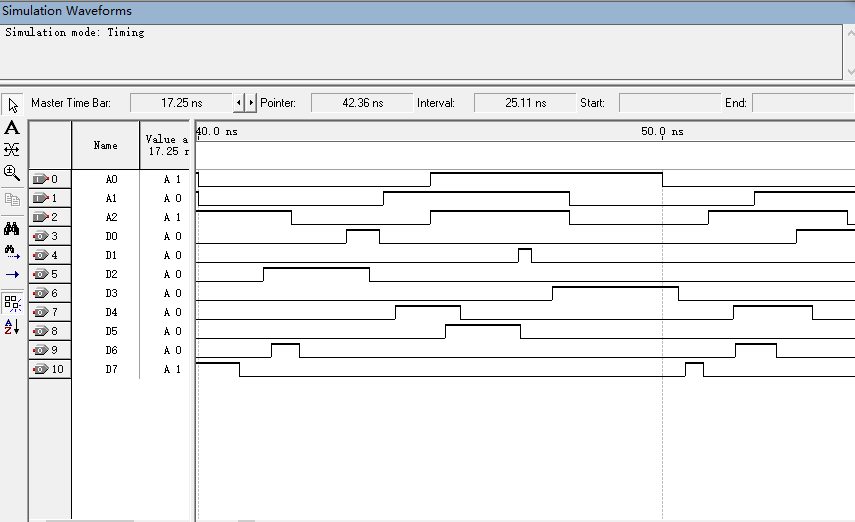 Simulation Waveforms
Simulation mode: Timing
Master Time Bar: 17.25 ns Pointer: 42.36 ns Interval: 25.11 ns Start: End:
Name Value a 40.0 ns 50.0 ns
17.25 r
0 A0 A 1
1 A1 A 0
2 A2 A 1
3 D0 A 0
4 D1 A 0
5 D2 A 0
6 D3 A 0
7 D4 A 0
8 D5 A 0
9 D6 A 0
10 D7 A 1